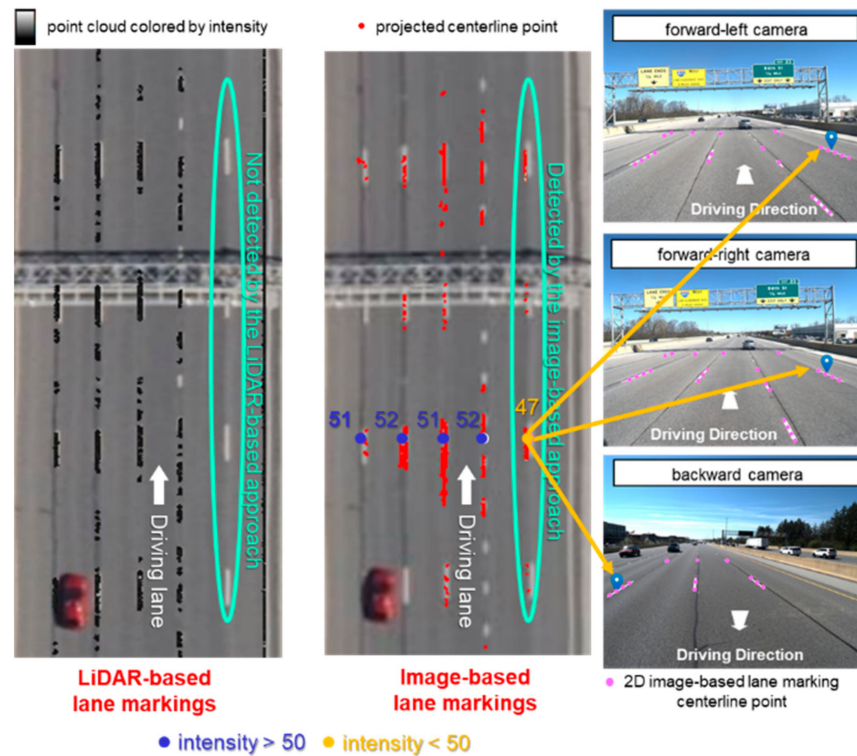 point cloud colored by intensity
projected centerline point
forward-left camera
Not detected by the LiDAR-based approach
Detected by the image-based approach
Driving Direction
forward-right camera
Driving Direction
51 52 51 52 47
backward camera
Driving lane
Driving lane
Driving Direction
LiDAR-based
lane markings
Image-based
lane markings
2D image-based lane marking
centerline point
intensity > 50
intensity < 50